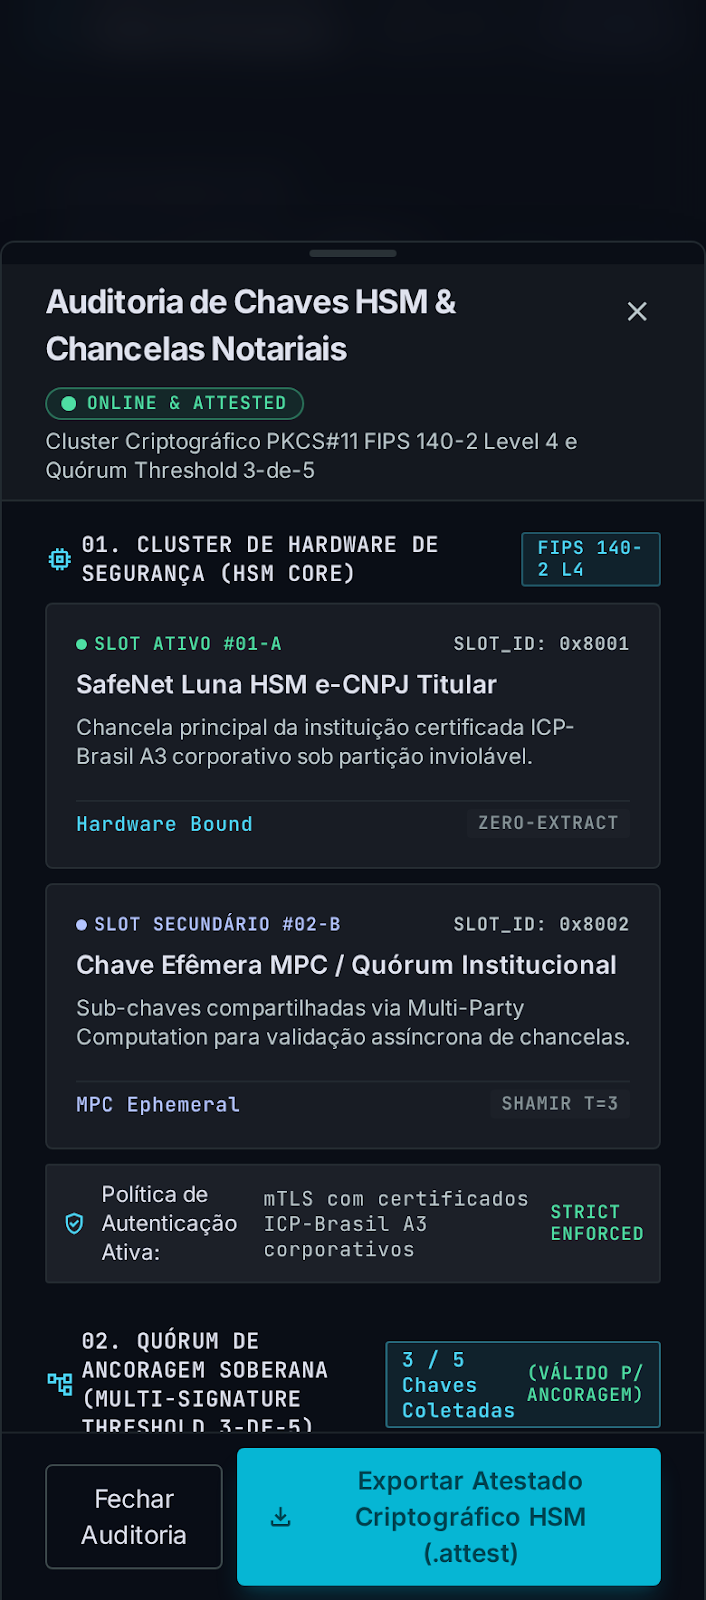 Auditoria de Chaves HSM &
Chancelas Notariais
ONLINE & ATTESTED
Cluster Criptográfico PKCS#11 FIPS 140-2 Level 4 e
Quórum Threshold 3-de-5
01. CLUSTER DE HARDWARE DE
SEGURANÇA (HSM CORE)
FIPS 140-
2 L4
SLOT ATIVO #01-A
SLOT_ID: 0x8001
SafeNet Luna HSM e-CNPJ Titular
Chancela principal da instituição certificada ICP-
Brasil A3 corporativo sob partição inviolável.
Hardware Bound
ZERO-EXTRACT
SLOT SECUNDÁRIO #02-B
SLOT_ID: 0x8002
Chave Efêmera MPC / Quórum Institucional
Sub-chaves compartilhadas via Multi-Party
Computation para validação assíncrona de chancelas.
MPC Ephemeral
SHAMIR T=3
Política de
Autenticação
Ativa:
mTLS com certificados
ICP-Brasil A3
corporativos
STRICT
ENFORCED
02. QUÓRUM DE
ANCORAGEM SOBERANA
(MULTI-SIGNATURE
THRESHOLD 3-DE-5)
3 / 5
Chaves
Coletadas
(VÁLIDO P/
ANCORAGEM)
Fechar
Auditoria
Exportar Atestado
Criptográfico HSM
(.attest)